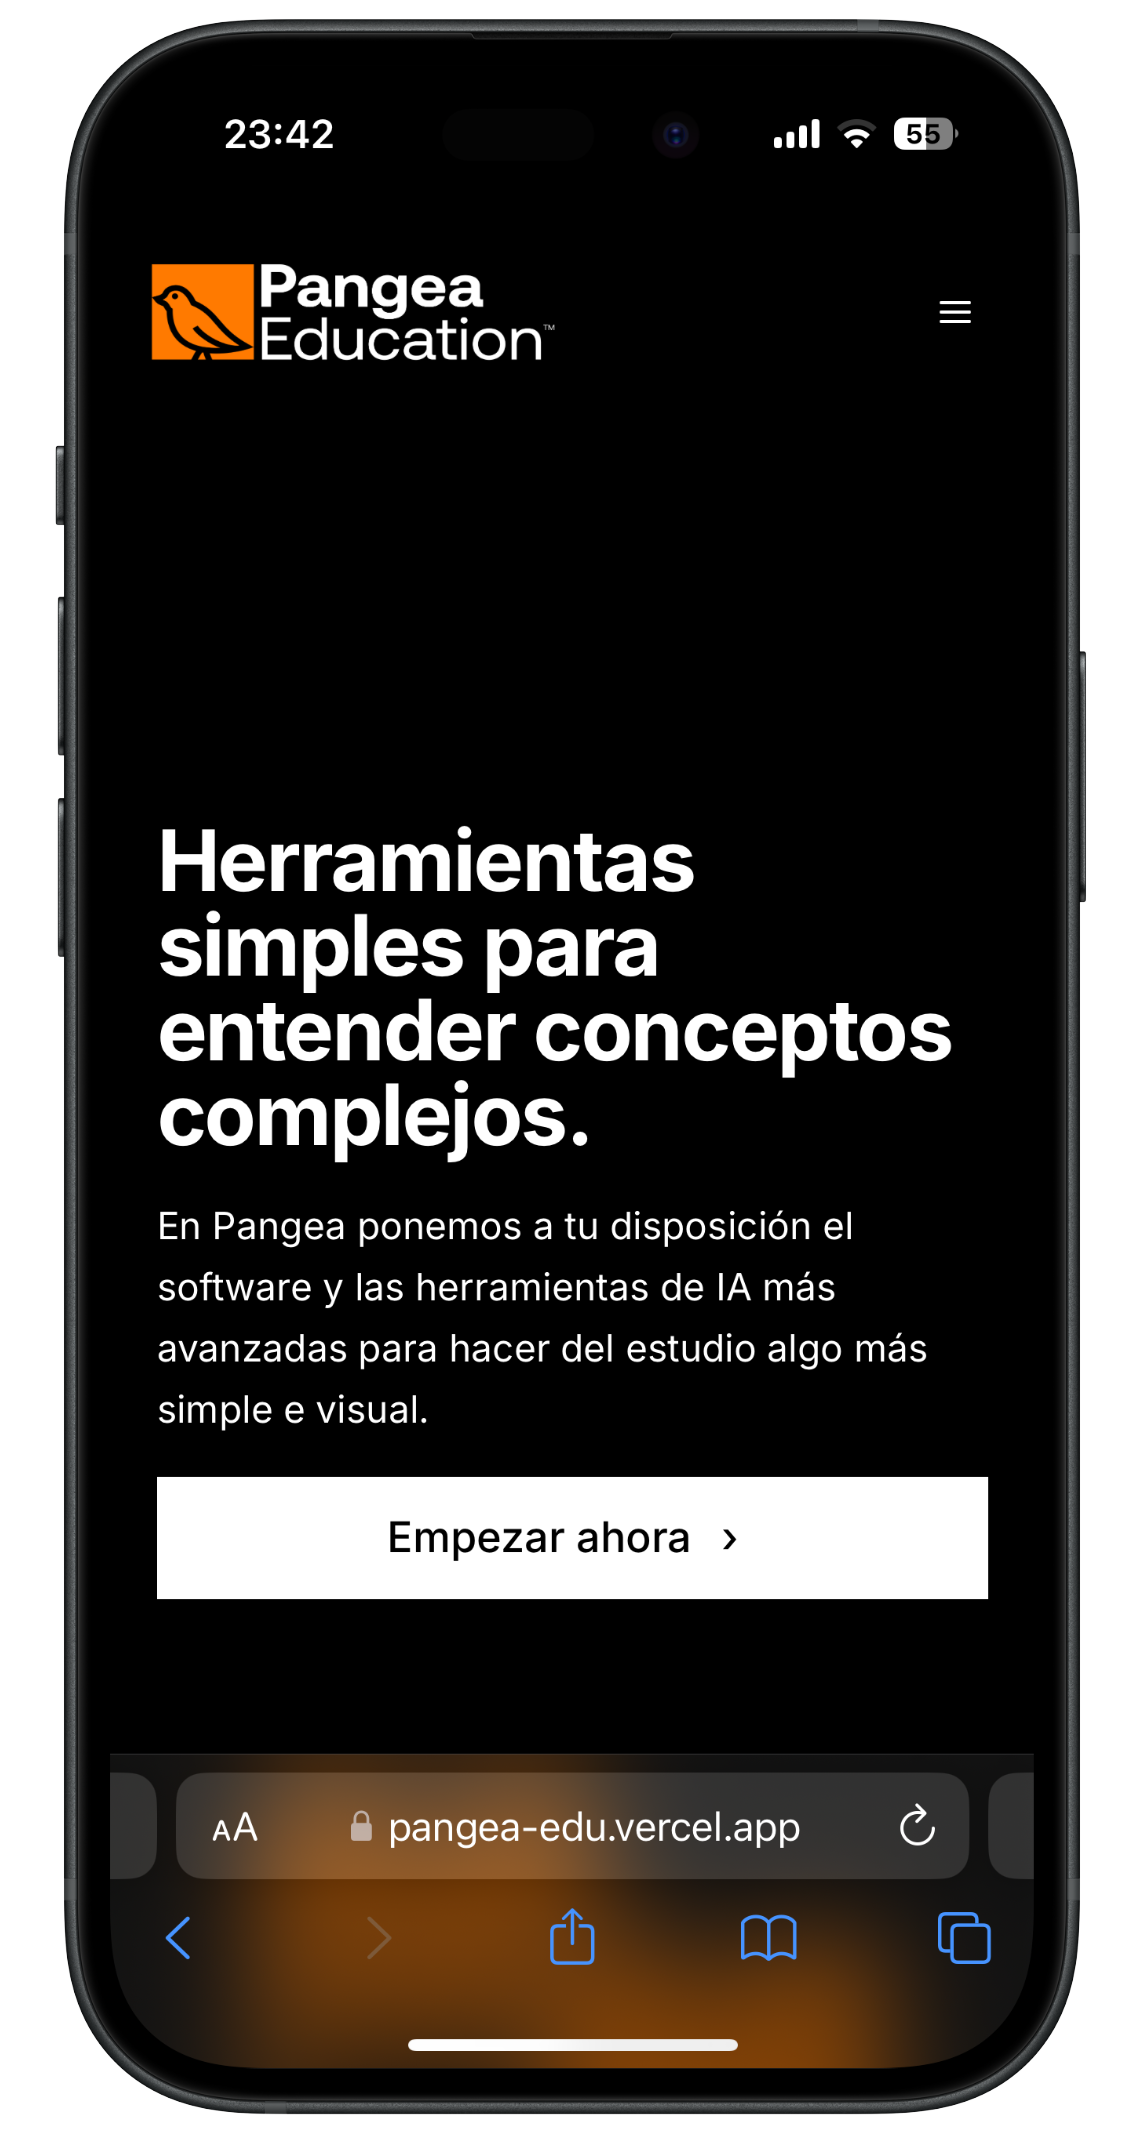 23:42
55
Pangea
Education™
Herramientas
simples para
entender conceptos
complejos.
En Pangea ponemos a tu disposición el
software y las herramientas de IA más
avanzadas para hacer del estudio algo más
simple e visual.
Empezar ahora ›
AA pangea-edu.vercel.app